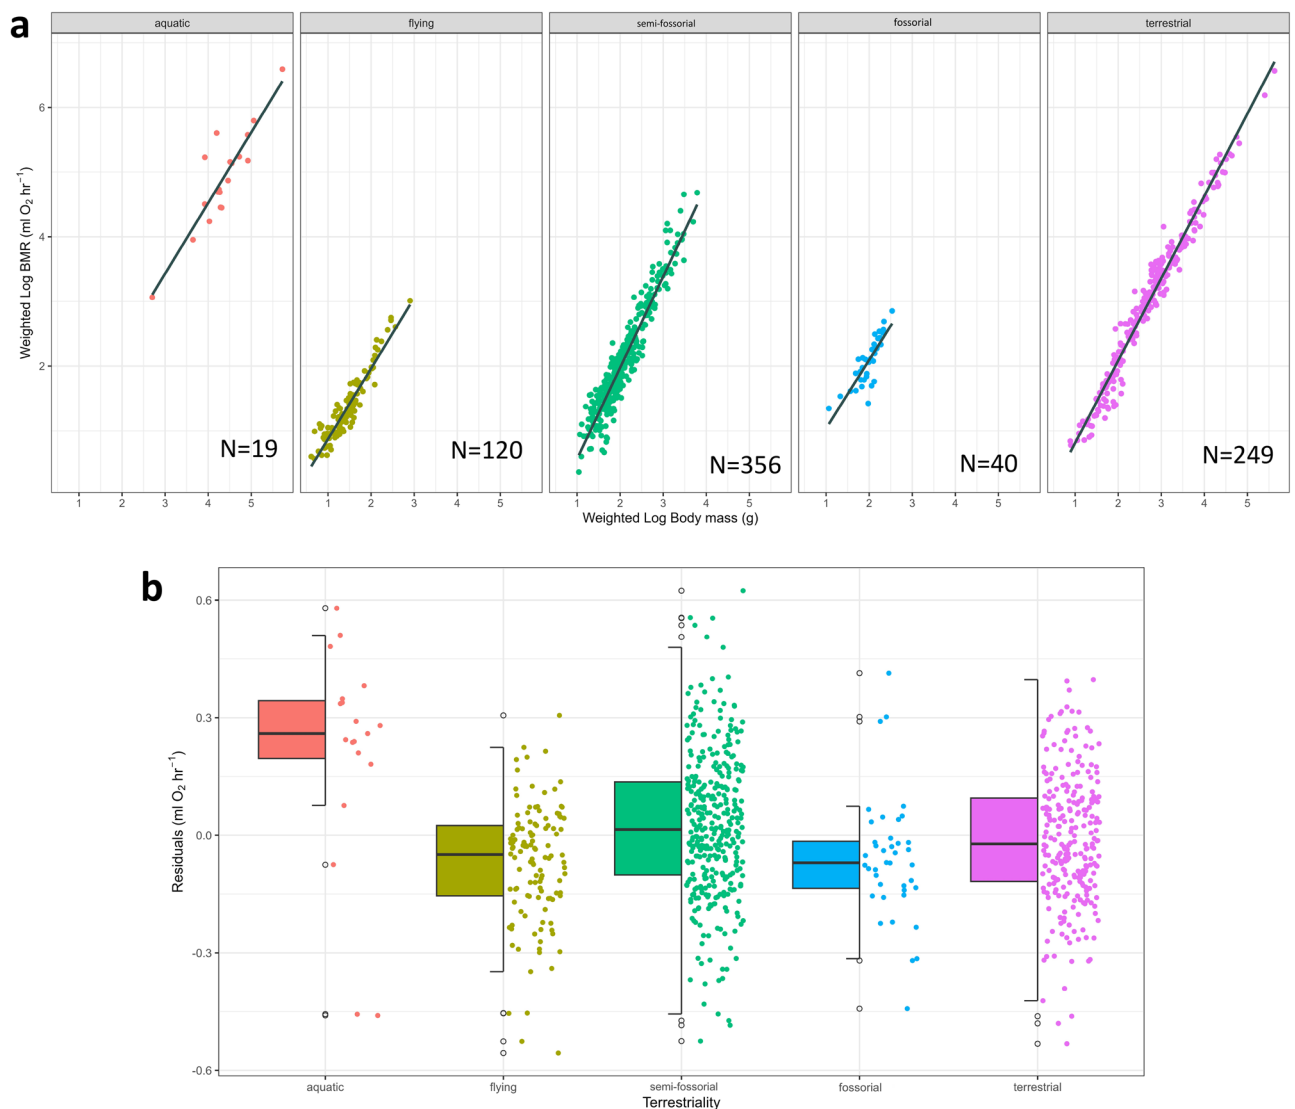 a
aquatic flying semi-fossorial fossorial terrestrial
Weighted Log BMR (ml O₂ hr⁻¹)
6
4
2
N=19 N=120 N=356 N=40 N=249
1 2 3 4 5 1 2 3 4 5 1 2 3 4 5 1 2 3 4 5 1 2 3 4 5
Weighted Log Body mass (g)
b
Residuals (ml O₂ hr⁻¹)
0.6
0.3
0.0
-0.3
-0.6
aquatic flying semi-fossorial fossorial terrestrial
Terrestriality